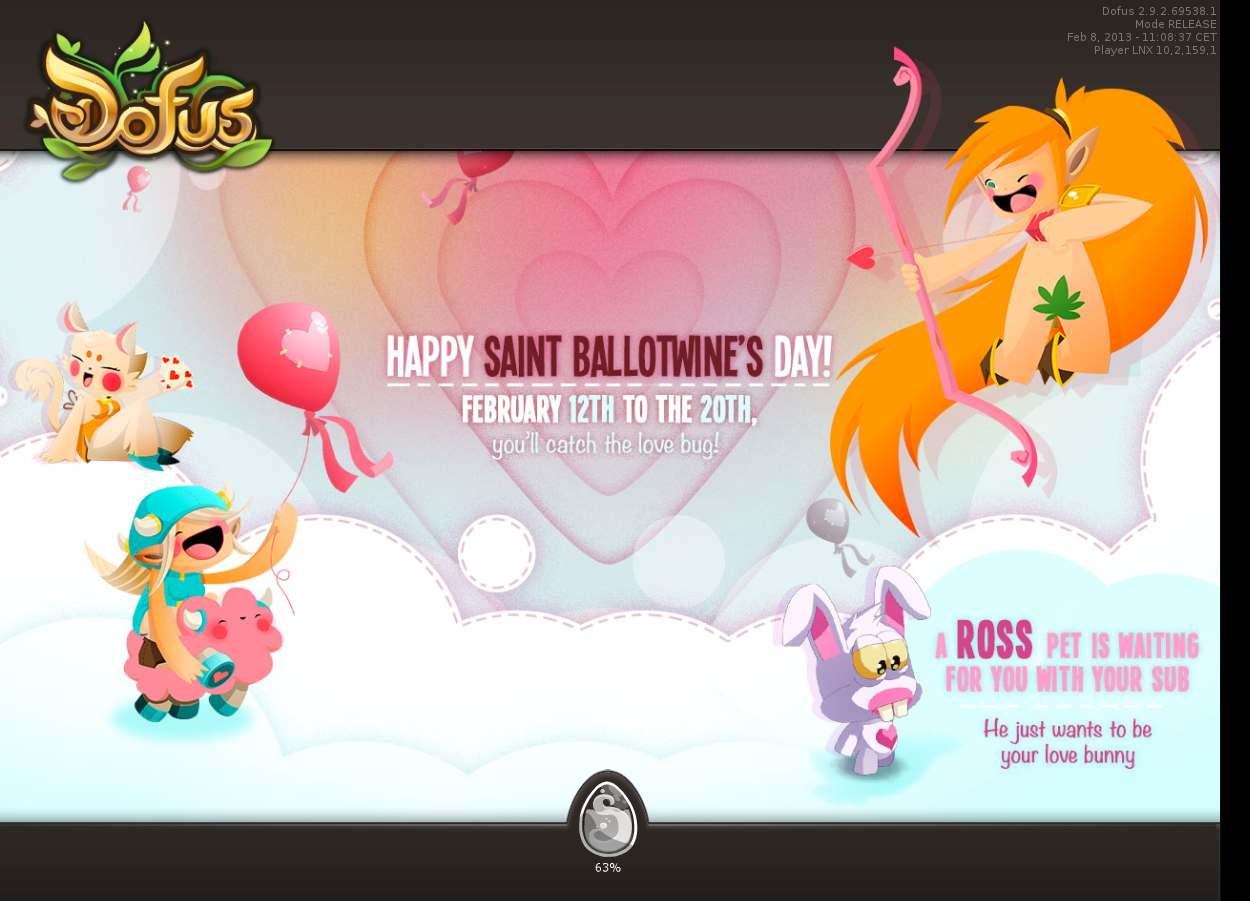 Dofus 2.9.2.69538.1
Mode RELEASE
Feb 8, 2013 - 11:08:37 CET
Player LNX 10,2,159,1
Dofus
HAPPY SAINT BALLOTWINE'S DAY!
FEBRUARY 12TH TO THE 20TH,
you'll catch the love bug!
A ROSS PET IS WAITING
FOR YOU WITH YOUR SUB
He just wants to be
your love bunny
63%